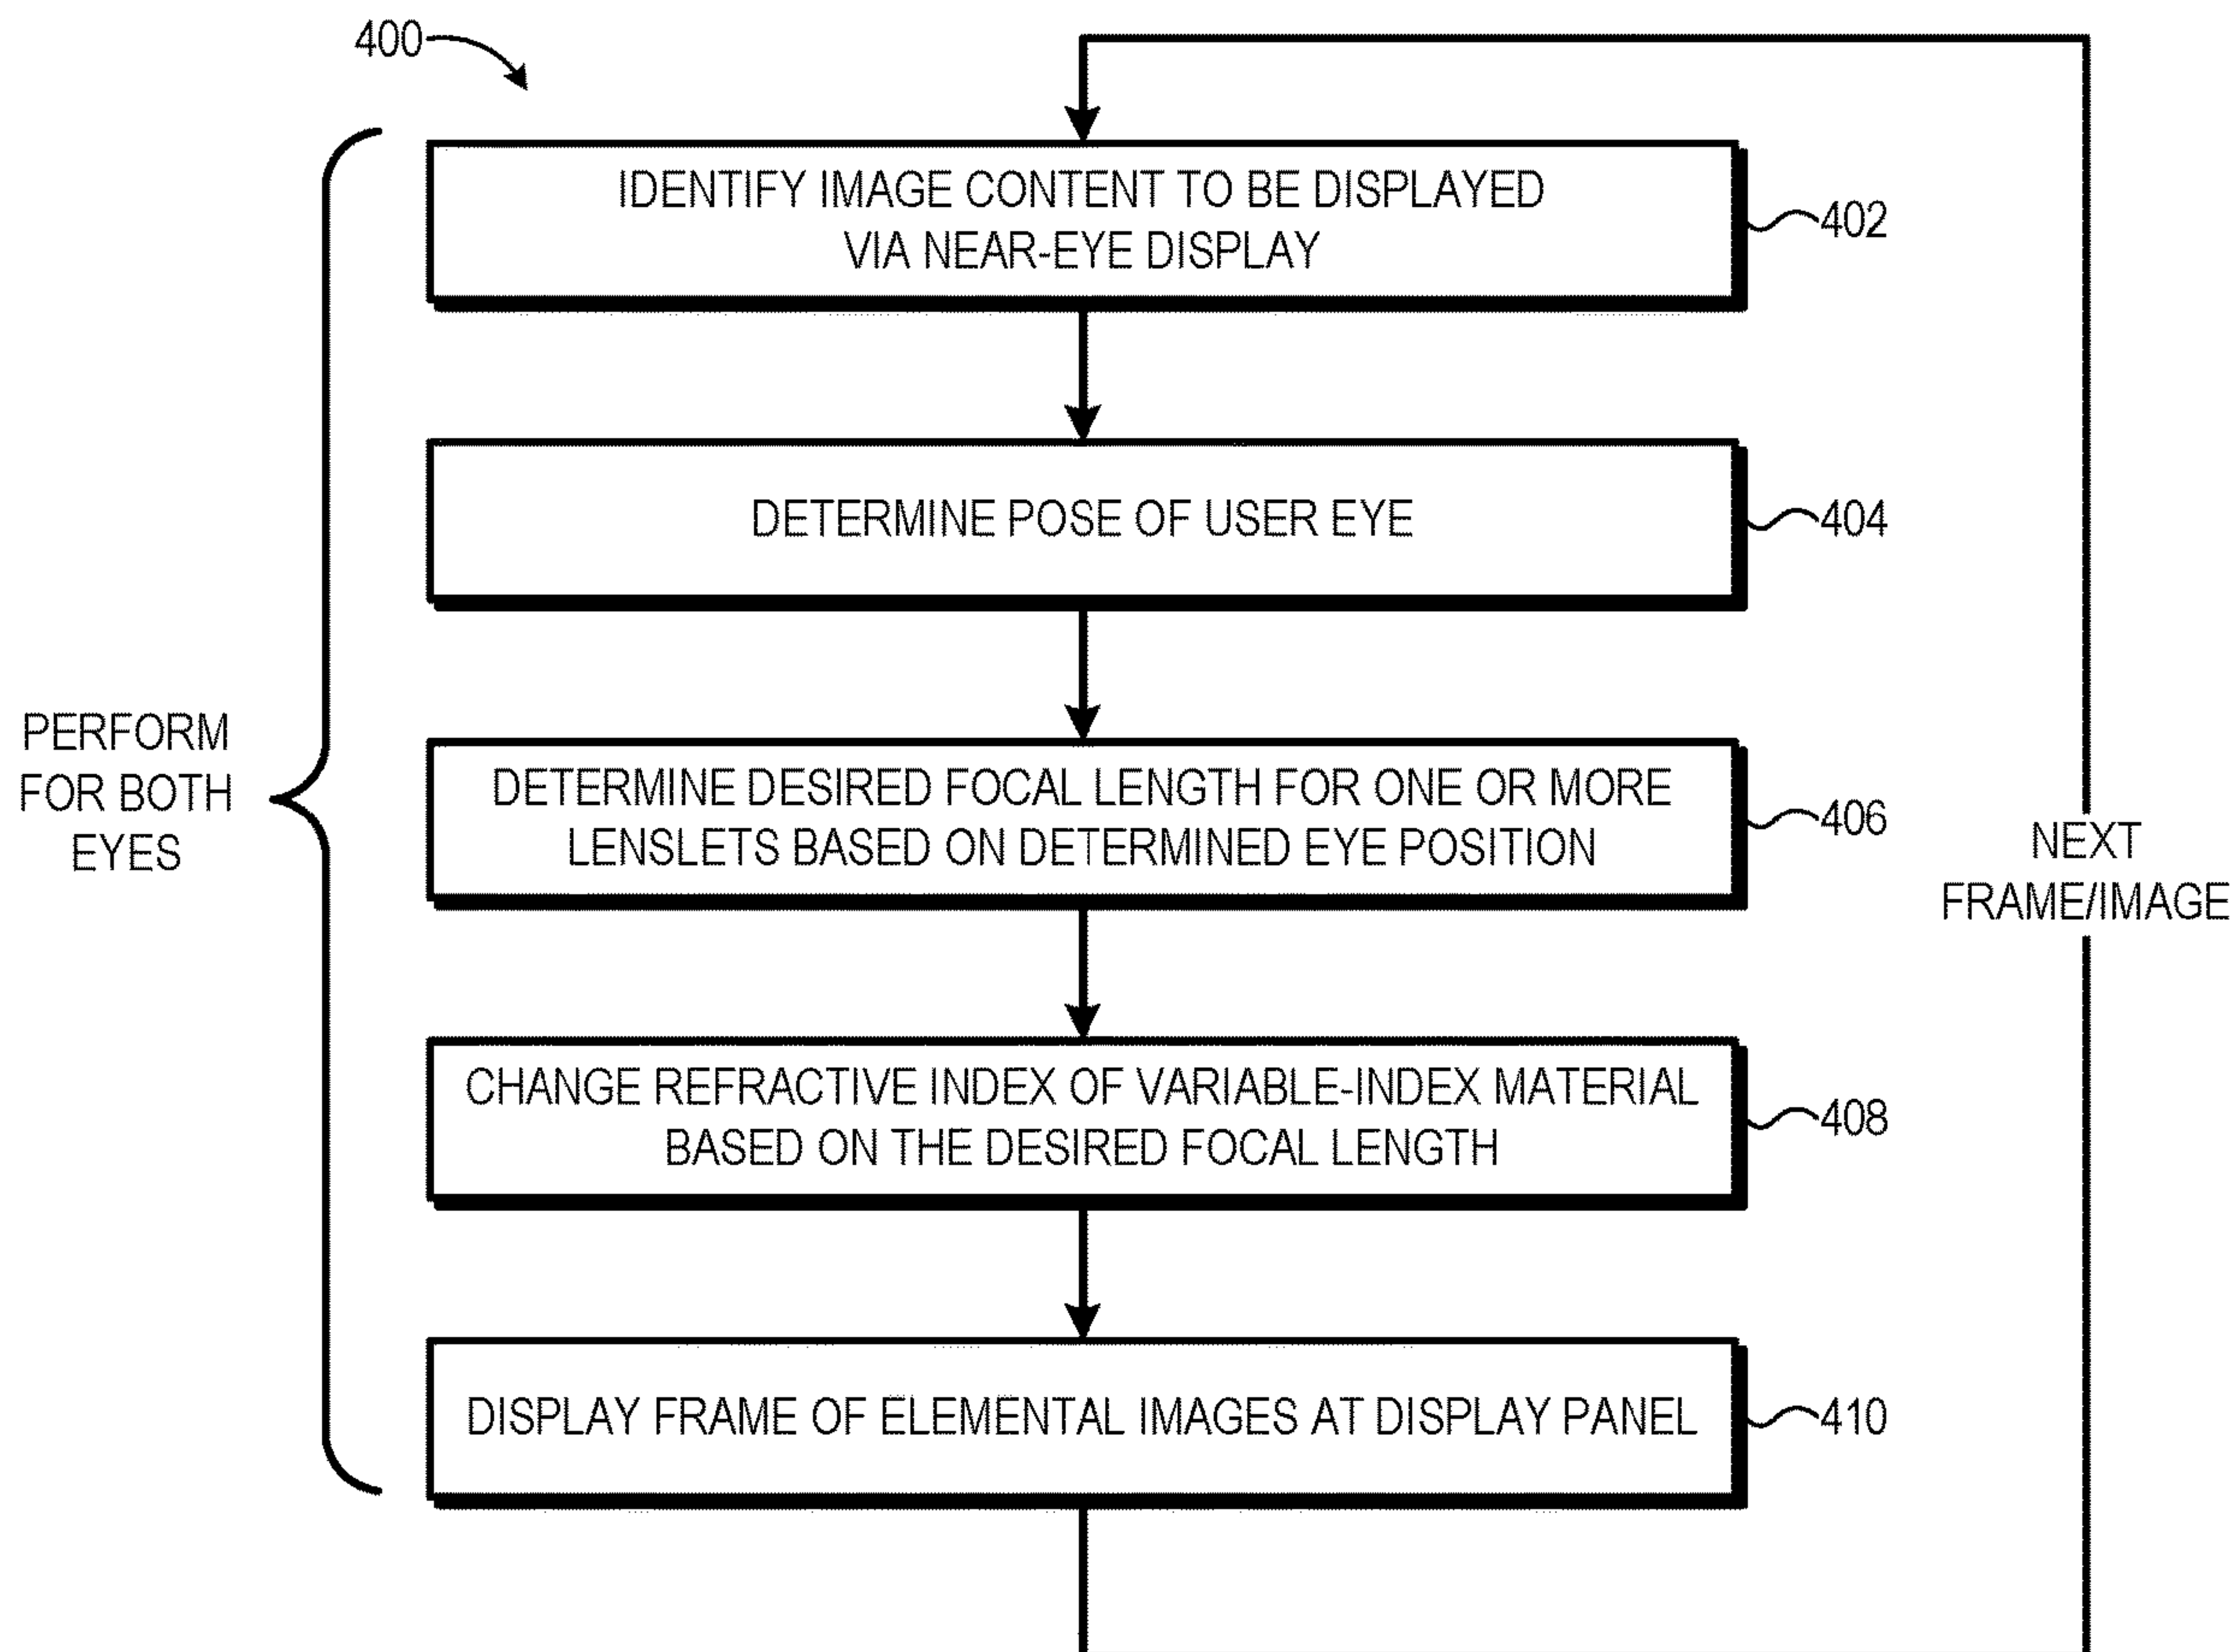 400
IDENTIFY IMAGE CONTENT TO BE DISPLAYED
VIA NEAR-EYE DISPLAY
402
DETERMINE POSE OF USER EYE
404
PERFORM
FOR BOTH
EYES
DETERMINE DESIRED FOCAL LENGTH FOR ONE OR MORE
LENSLETS BASED ON DETERMINED EYE POSITION
406
NEXT
FRAME/IMAGE
CHANGE REFRACTIVE INDEX OF VARIABLE-INDEX MATERIAL
BASED ON THE DESIRED FOCAL LENGTH
408
DISPLAY FRAME OF ELEMENTAL IMAGES AT DISPLAY PANEL
410